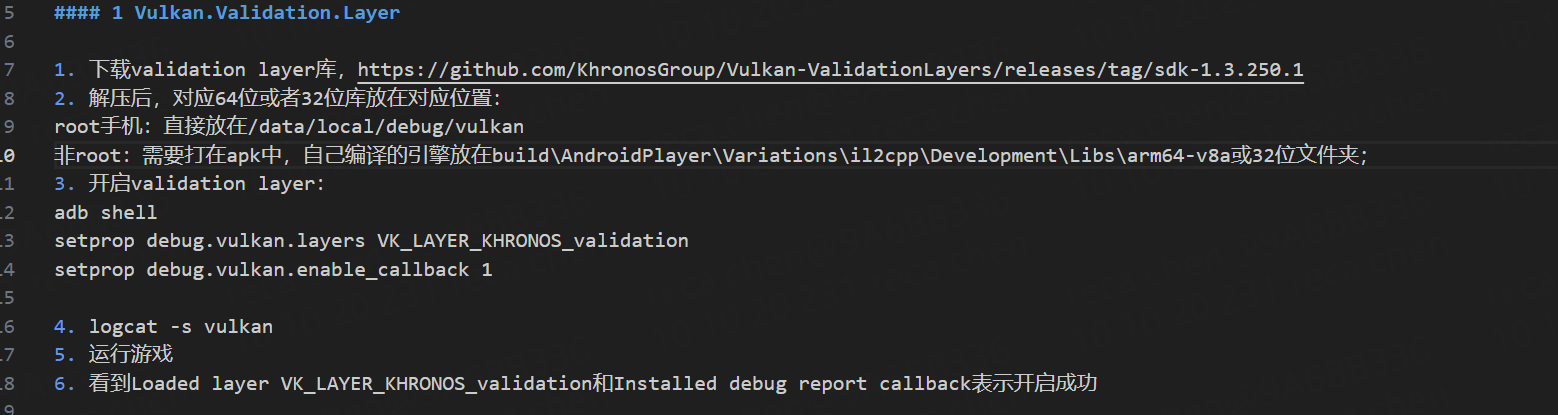 5 #### 1 Vulkan.Validation.Layer
6
7 1. 下载validation layer库，https://github.com/KhronosGroup/Vulkan-ValidationLayers/releases/tag/sdk-1.3.250.1
8 2. 解压后，对应64位或者32位库放在对应位置：
9 root手机：直接放在/data/local/debug/vulkan
10 非root：需要打在apk中，自己编译的引擎放在build\AndroidPlayer\Variations\il2cpp\Development\Libs\arm64-v8a或32位文件夹；
11 3. 开启validation layer：
12 adb shell
13 setprop debug.vulkan.layers VK_LAYER_KHRONOS_validation
14 setprop debug.vulkan.enable_callback 1
15
16 4. logcat -s vulkan
17 5. 运行游戏
18 6. 看到Loaded layer VK_LAYER_KHRONOS_validation和Installed debug report callback表示开启成功